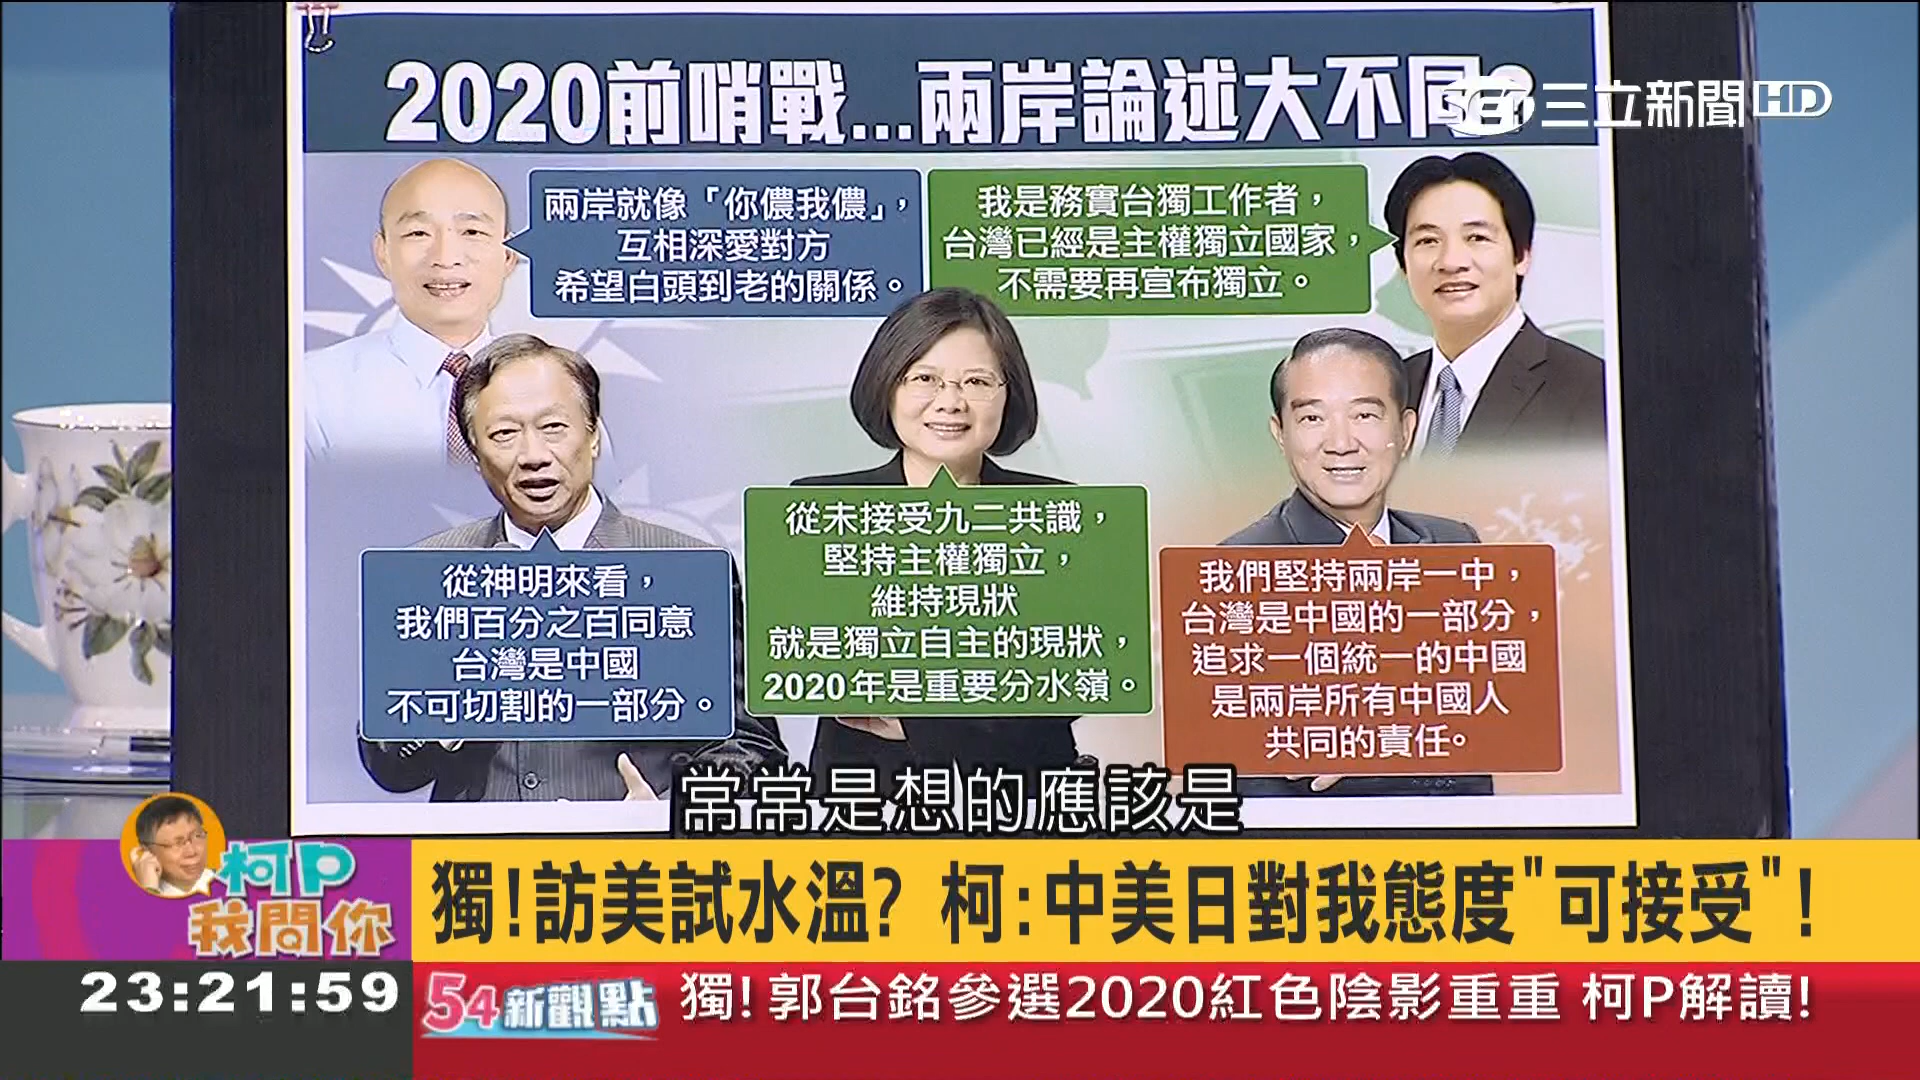 2020前哨戰...兩岸論述大不同?
SET三立新聞HD
兩岸就像「你儂我儂」,
互相深愛對方
希望白頭到老的關係。
我是務實台獨工作者,
台灣已經是主權獨立國家,
不需要再宣布獨立。
從神明來看,
我們百分之百同意
台灣是中國
不可切割的一部分。
從未接受九二共識,
堅持主權獨立,
維持現狀
就是獨立自主的現狀,
2020年是重要分水嶺。
我們堅持兩岸一中,
台灣是中國的一部分,
追求一個統一的中國
是兩岸所有中國人
共同的責任。
常常是想的應該是
柯P
我問你
獨!訪美試水溫? 柯:中美日對我態度"可接受"!
23:21:59
54新觀點
獨!郭台銘參選2020紅色陰影重重 柯P解讀!